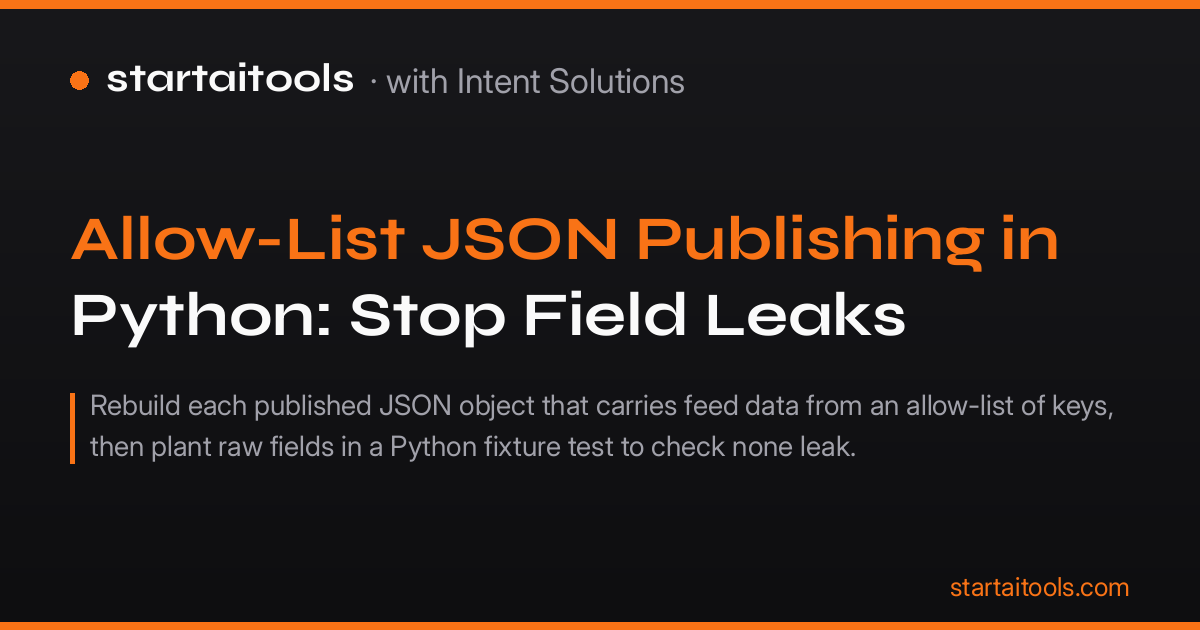 startaitools · with Intent Solutions
Allow-List JSON Publishing in
Python: Stop Field Leaks
Rebuild each published JSON object that carries feed data from an allow-list of keys,
then plant raw fields in a Python fixture test to check none leak.
startaitools.com